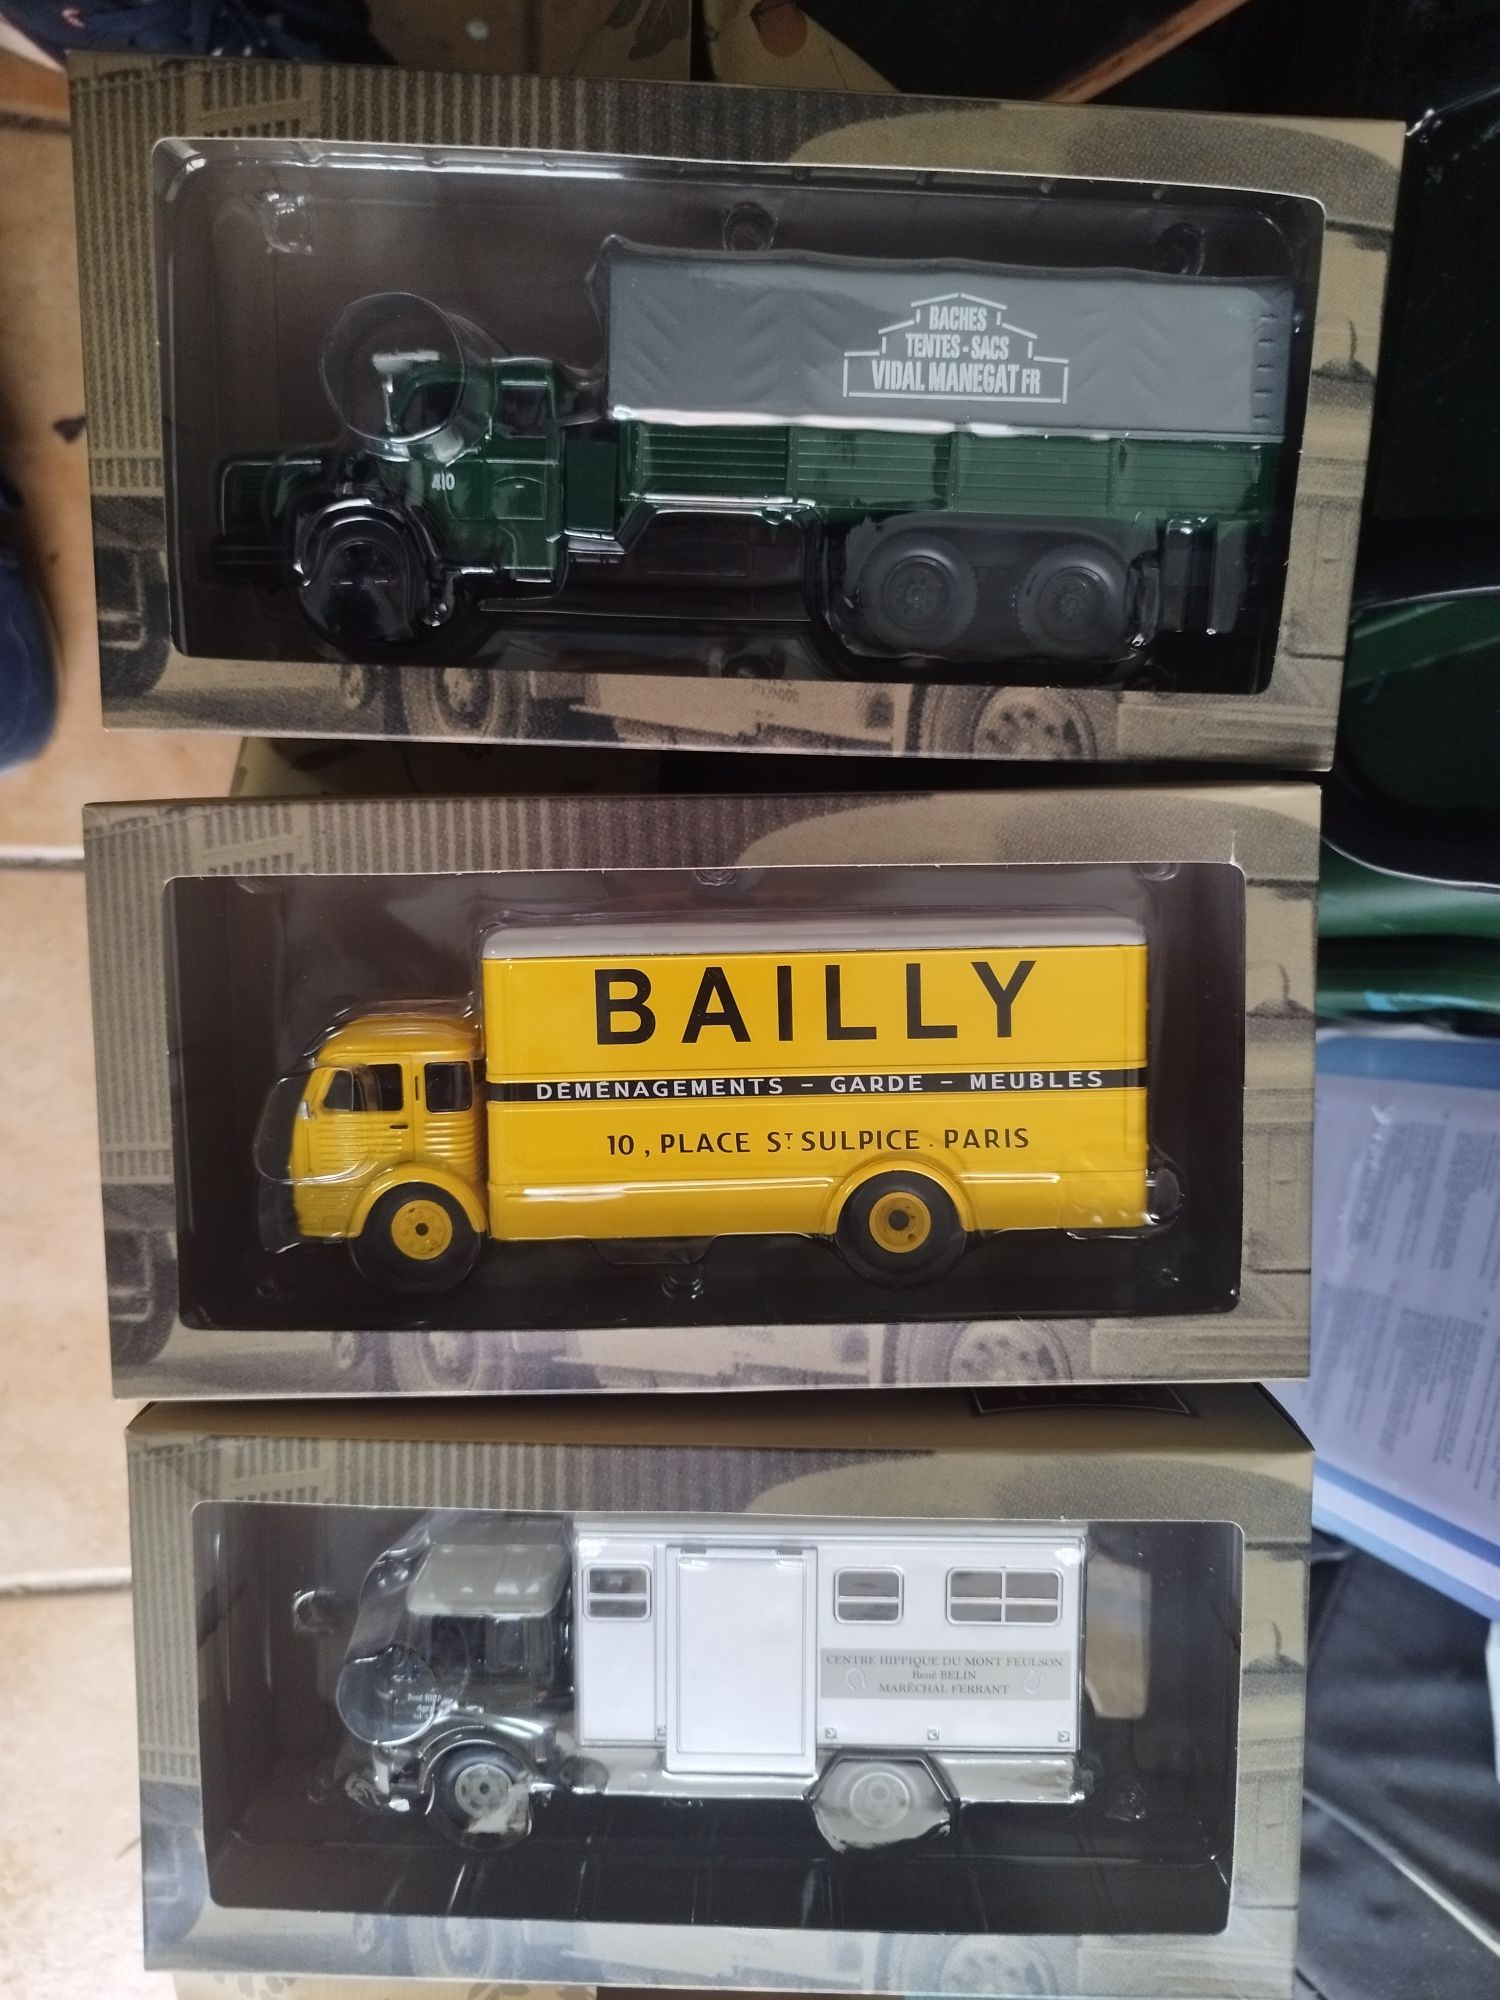 BACHES
TENTES - SACS
VIDAL MANEGAT FR
410
BAILLY
DÉMÉNAGEMENTS - GARDE - MEUBLES
10, PLACE ST SULPICE. PARIS
CENTRE HIPPIQUE DU MONT FEULSON
René BELIN
MARÉCHAL FERRANT